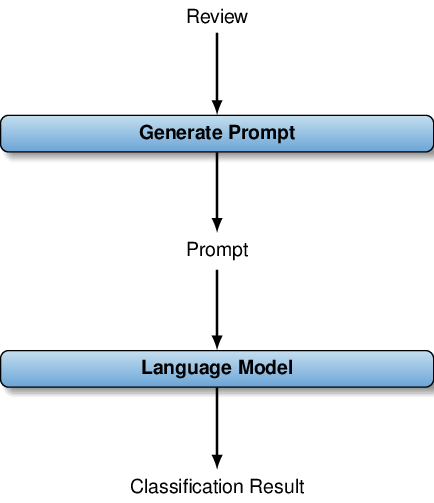 Review
Generate Prompt
Prompt
Language Model
Classification Result